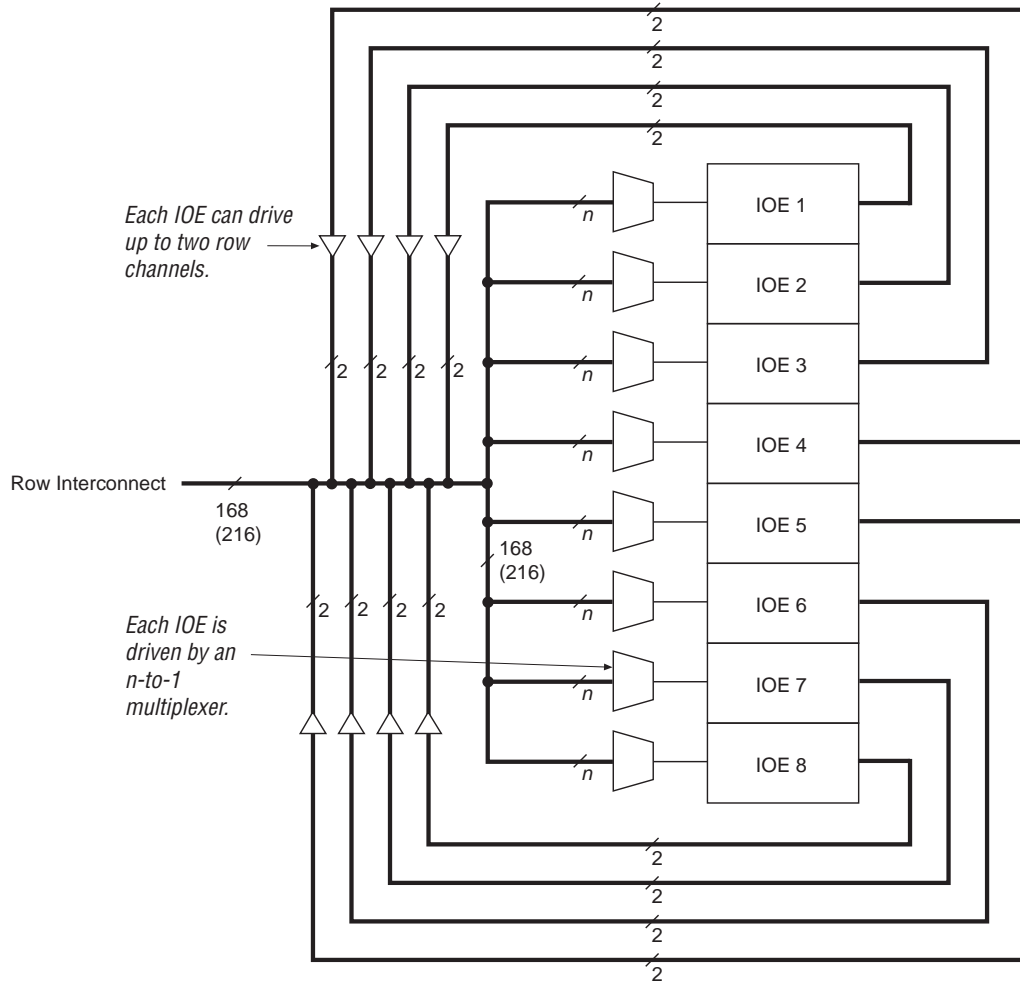 2
2
2
2
Each IOE can drive
up to two row
channels.
n
IOE 1
n
IOE 2
2
2
2
2
n
IOE 3
n
IOE 4
Row Interconnect
168
(216)
n
IOE 5
168
(216)
2
2
2
2
n
IOE 6
Each IOE is
driven by an
n-to-1
multiplexer.
n
IOE 7
n
IOE 8
2
2
2
2